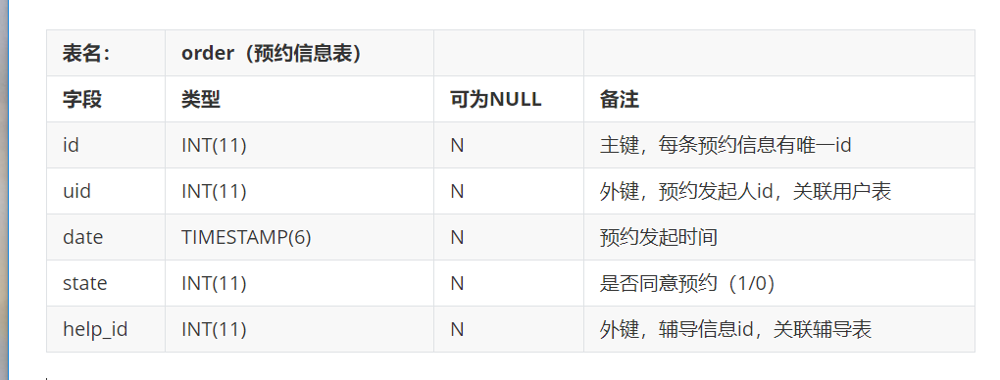 表名： order（预约信息表）
字段 类型 可为NULL 备注
id INT(11) N 主键，每条预约信息有唯一id
uid INT(11) N 外键，预约发起人id，关联用户表
date TIMESTAMP(6) N 预约发起时间
state INT(11) N 是否同意预约（1/0）
help_id INT(11) N 外键，辅导信息id，关联辅导表